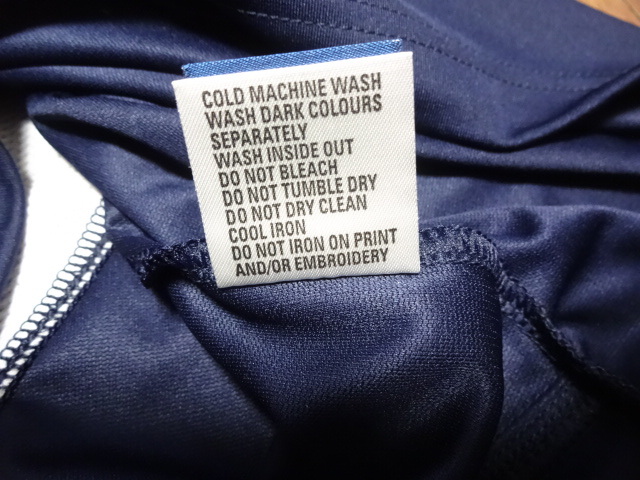 COLD MACHINE WASH
WASH DARK COLOURS
SEPARATELY
WASH INSIDE OUT
DO NOT BLEACH
DO NOT TUMBLE DRY
DO NOT DRY CLEAN
COOL IRON
DO NOT IRON ON PRINT
AND/OR EMBROIDERY